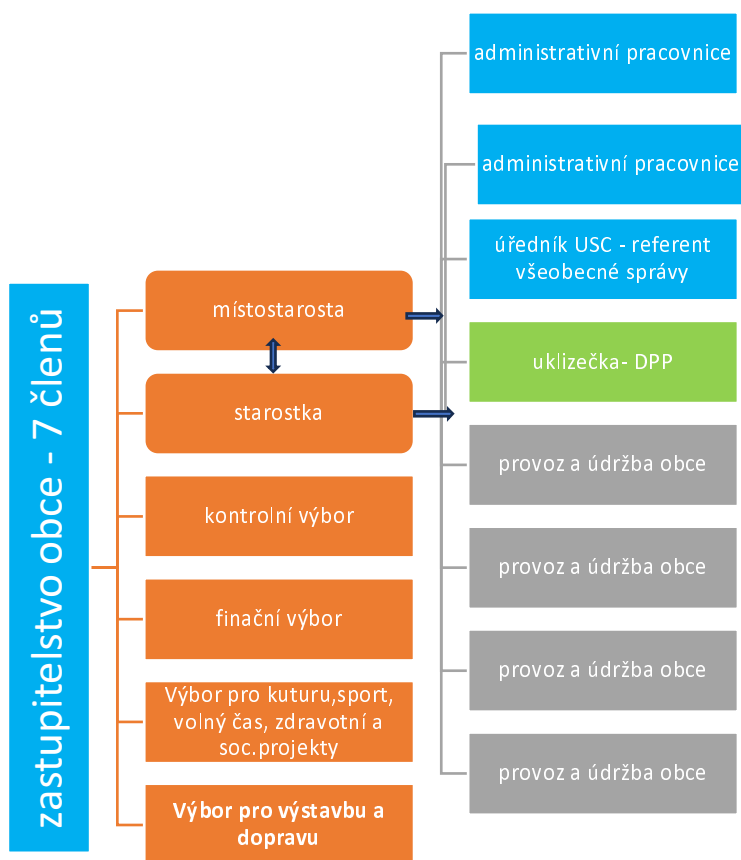 zastupitelstvo obce - 7 členů
místostarosta
starostka
kontrolní výbor
finační výbor
Výbor pro kuturu,sport,
volný čas, zdravotní a
soc.projekty
Výbor pro výstavbu a
dopravu
administrativní pracovnice
administrativní pracovnice
úředník USC - referent
všeobecné správy
uklizečka- DPP
provoz a údržba obce
provoz a údržba obce
provoz a údržba obce
provoz a údržba obce